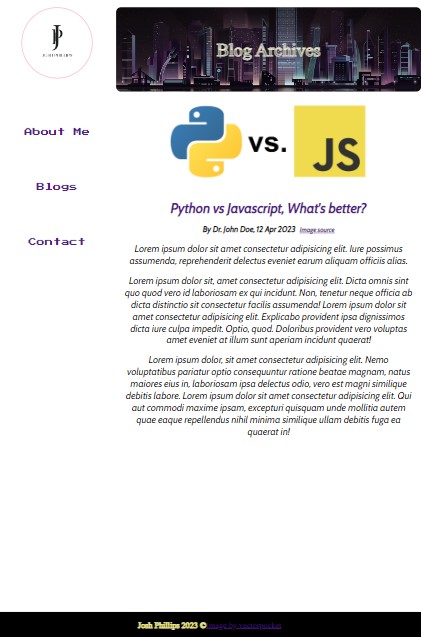 JP
Blog Archives
About Me
Blogs
Contact
vs.
JS
Python vs Javascript, What's better?
By Dr. John Doe, 12 Apr 2023 Image source
Lorem ipsum dolor sit amet consectetur adipisicing elit. Iure possimus
assumenda, reprehenderit delectus eveniet earum aliquam officiis alias.
Lorem ipsum dolor sit, amet consectetur adipisicing elit. Dicta omnis sint
quo quod vero id laboriosam ex qui incidunt. Non, tenetur neque officia ab
dicta distinctio sit consectetur facilis assumenda! Lorem ipsum dolor sit
amet consectetur adipisicing elit. Explicabo provident ipsa dignissimos
dicta iure culpa impedit. Optio, quod. Doloribus provident vero voluptas
amet eveniet at illum sunt aperiam incidunt quaerat!
Lorem ipsum dolor, sit amet consectetur adipisicing elit. Nemo
voluptatibus pariatur optio consequuntur ratione beatae magnam, natus
maiores eius in, laboriosam ipsa delectus odio, vero est magni similique
debitis labore. Lorem ipsum dolor sit amet consectetur adipisicing elit. Qui
aut commodi maxime ipsam, excepturi quisquam unde mollitia autem
quae eaque repellendus nihil minima similique ullam debitis fuga ea
quaerat in!
Josh Phillips 2023 © Image by vectorpocket